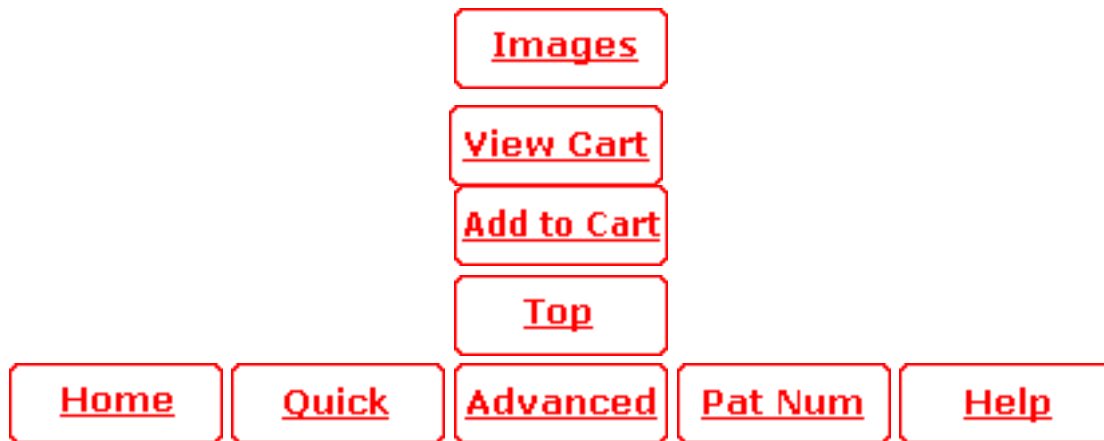 Images
View Cart
Add to Cart
Top
Home Quick Advanced Pat Num Help